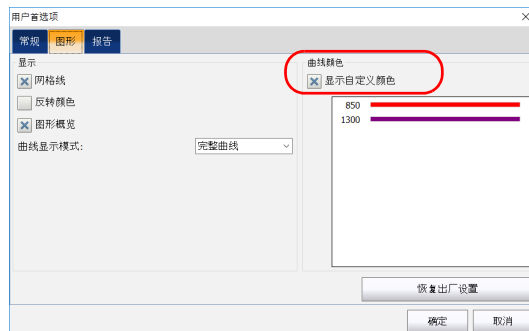 用户首选项
常规 图形 报告
显示
网格线
反转颜色
图形概览
曲线显示模式: 完整曲线
曲线颜色
显示自定义颜色
850
1300
恢复出厂设置
确定 取消